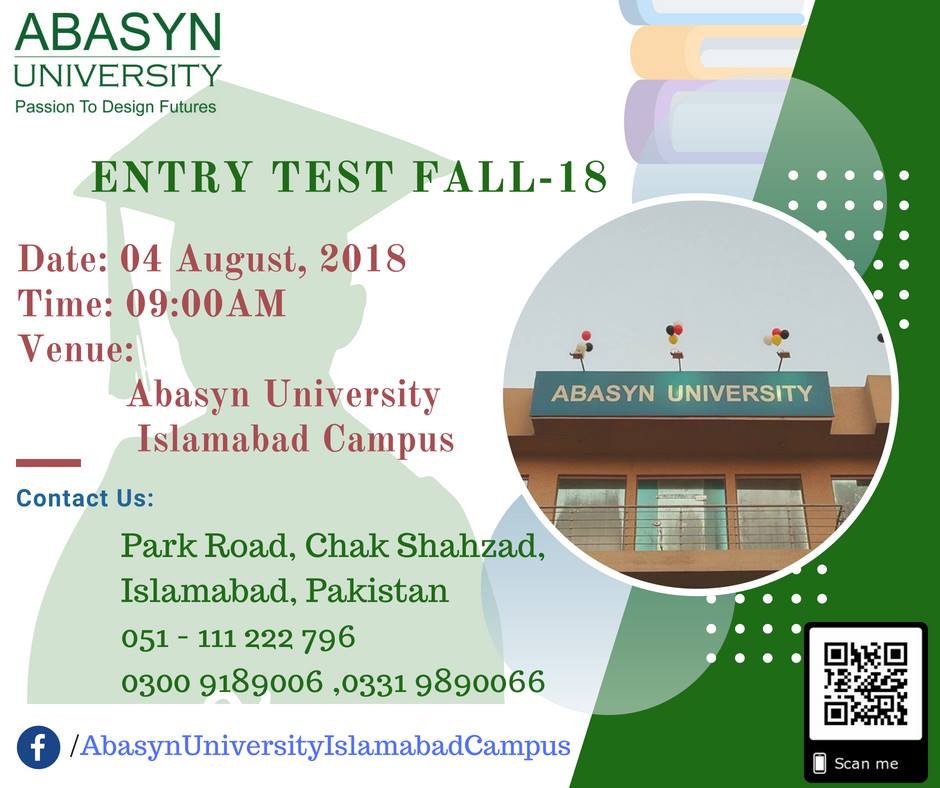 ABASYN
UNIVERSITY
Passion To Design Futures
ENTRY TEST FALL-18
Date: 04 August, 2018
Time: 09:00AM
Venue:
Abasyn University
Islamabad Campus
ABASYN UNIVERSITY
Contact Us:
Park Road, Chak Shahzad,
Islamabad, Pakistan
051 - 111 222 796
0300 9189006 ,0331 9890066
/AbasynUniversityIslamabadCampus
Scan me